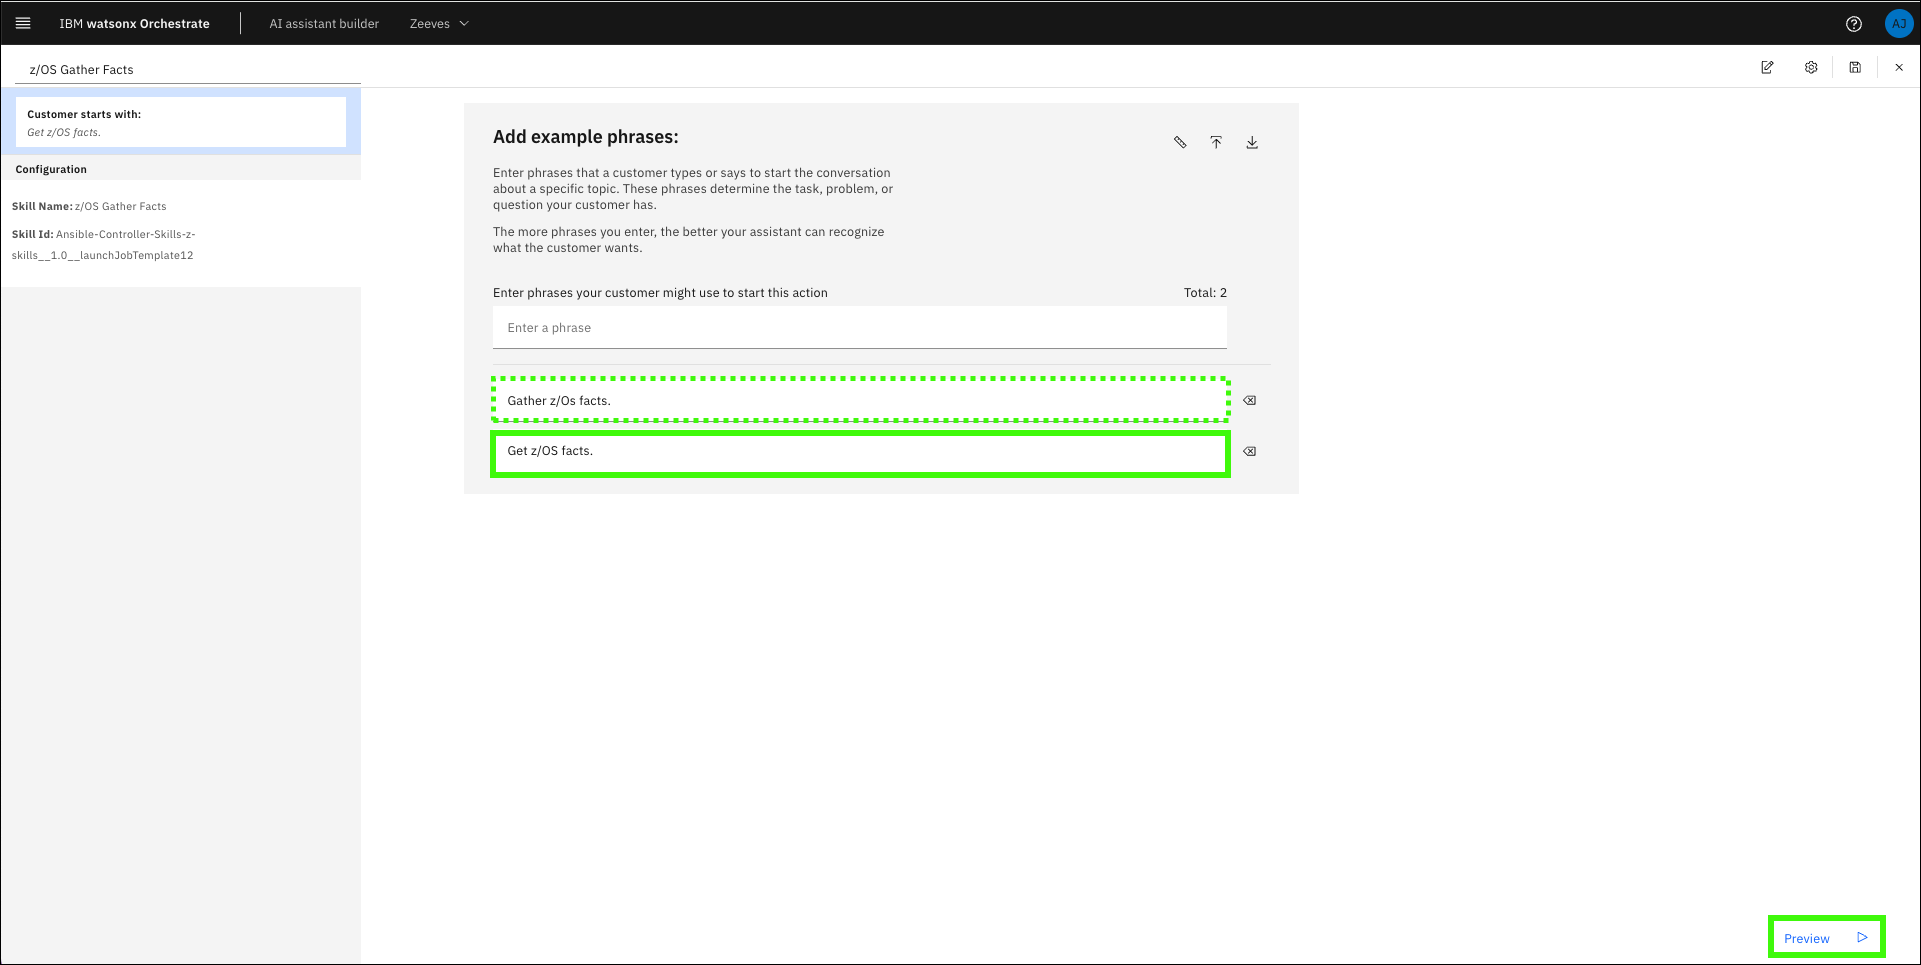 IBM watsonx Orchestrate
AI assistant builder
Zeeves
AJ
z/OS Gather Facts
Customer starts with:
Get z/OS facts.
Configuration
Skill Name: z/OS Gather Facts
Skill Id: Ansible-Controller-Skills-z-
skills__1.0__launchJobTemplate12
Add example phrases:
Enter phrases that a customer types or says to start the conversation
about a specific topic. These phrases determine the task, problem, or
question your customer has.
The more phrases you enter, the better your assistant can recognize
what the customer wants.
Enter phrases your customer might use to start this action
Total: 2
Enter a phrase
Gather z/Os facts.
Get z/OS facts.
Preview